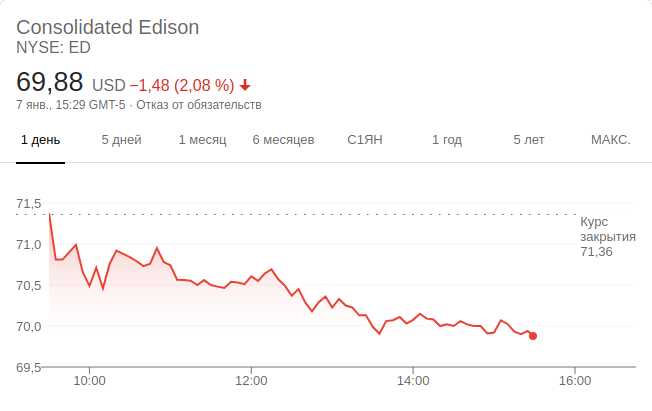 Consolidated Edison
NYSE: ED
69,88 USD −1,48 (2,08 %)
7 янв., 15:29 GMT-5 · Отказ от обязательств
1 день 5 дней 1 месяц 6 месяцев С1ЯН 1 год 5 лет МАКС.
71,5
Курс
закрытия
71,36
71,0
70,5
70,0
69,5
10:00 12:00 14:00 16:00